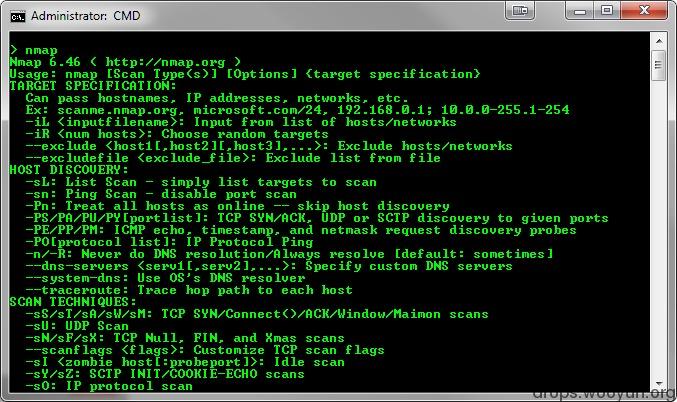 Administrator: CMD
> nmap
Nmap 6.46 ( http://nmap.org )
Usage: nmap [Scan Type(s)] [Options] {target specification}
TARGET SPECIFICATION:
  Can pass hostnames, IP addresses, networks, etc.
  Ex: scanme.nmap.org, microsoft.com/24, 192.168.0.1; 10.0.0-255.1-254
  -iL <inputfilename>: Input from list of hosts/networks
  -iR <num hosts>: Choose random targets
  --exclude <host1[,host2][,host3],...>: Exclude hosts/networks
  --excludefile <exclude_file>: Exclude list from file
HOST DISCOVERY:
  -sL: List Scan - simply list targets to scan
  -sn: Ping Scan - disable port scan
  -Pn: Treat all hosts as online -- skip host discovery
  -PS/PA/PU/PY[portlist]: TCP SYN/ACK, UDP or SCTP discovery to given ports
  -PE/PP/PM: ICMP echo, timestamp, and netmask request discovery probes
  -PO[protocol list]: IP Protocol Ping
  -n/-R: Never do DNS resolution/Always resolve [default: sometimes]
  --dns-servers <serv1[,serv2],...>: Specify custom DNS servers
  --system-dns: Use OS's DNS resolver
  --traceroute: Trace hop path to each host
SCAN TECHNIQUES:
  -sS/sT/sA/sW/sM: TCP SYN/Connect()/ACK/Window/Maimon scans
  -sU: UDP Scan
  -sN/sF/sX: TCP Null, FIN, and Xmas scans
  --scanflags <flags>: Customize TCP scan flags
  -sI <zombie host[:probeport]>: Idle scan
  -sY/sZ: SCTP INIT/COOKIE-ECHO scans
  -sO: IP protocol scan
drops.wooyun.org